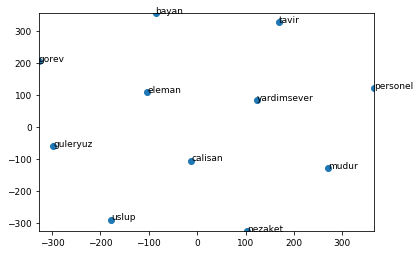 bayan
tavir
300
gorev
200
personel
eleman
yardimsever
100
0
guleryuz
calisan
-100
mudur
-200
uslup
-300
nezaket
-300 -200 -100 0 100 200 300